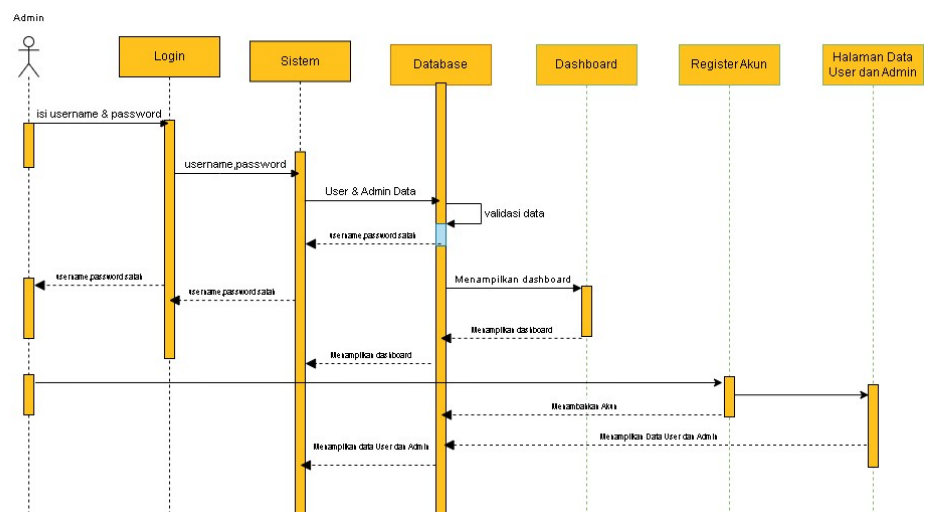 Admin
Login
Sistem
Database
Dashboard
Register Akun
Halaman Data
User dan Admin
isi username & password
username,password
User & Admin Data
validasi data
username,password salah
username,password salah
Menampilkan dashboard
username,password salah
Menampilkan dashboard
Menampilkan dashboard
Menambahkan Akun
Menampilkan Data User dan Admin
Menampilkan data User dan Admin